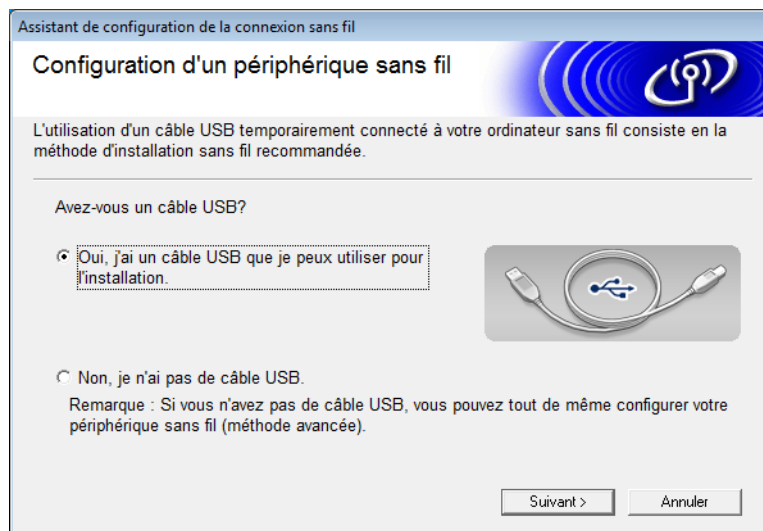 Assistant de configuration de la connexion sans fil
Configuration d'un périphérique sans fil
L'utilisation d'un câble USB temporairement connecté à votre ordinateur sans fil consiste en la
méthode d'installation sans fil recommandée.
Avez-vous un câble USB?
Oui, j'ai un câble USB que je peux utiliser pour
l'installation.
Non, je n'ai pas de câble USB.
Remarque : Si vous n'avez pas de câble USB, vous pouvez tout de même configurer votre
périphérique sans fil (méthode avancée).
Suivant >
Annuler